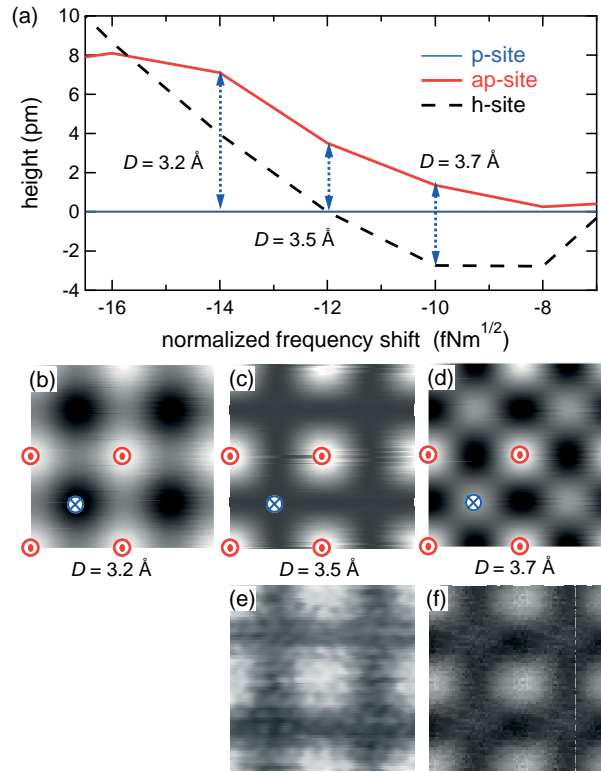 (a)
10
8
6
4
2
0
-2
-4
height (pm)
p-site
ap-site
h-site
D = 3.2 Å
D = 3.7 Å
D = 3.5 Å
-16 -14 -12 -10 -8
normalized frequency shift (fNm1/2)
(b) (c) (d)
D = 3.2 Å D = 3.5 Å D = 3.7 Å
(e) (f)